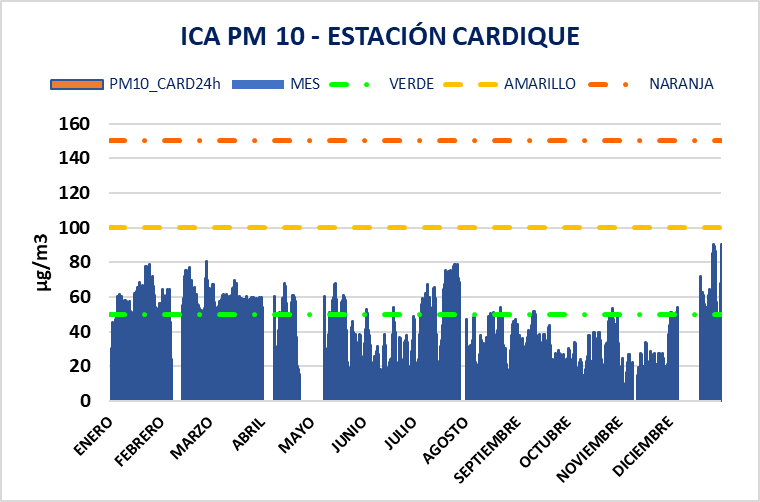 ICA PM 10 - ESTACIÓN CARDIQUE
PM10_CARD24h MES VERDE AMARILLO NARANJA
160
140
120
100
80
60
40
20
0
µg/m3
ENERO FEBRERO MARZO ABRIL MAYO JUNIO JULIO AGOSTO SEPTIEMBRE OCTUBRE NOVIEMBRE DICIEMBRE